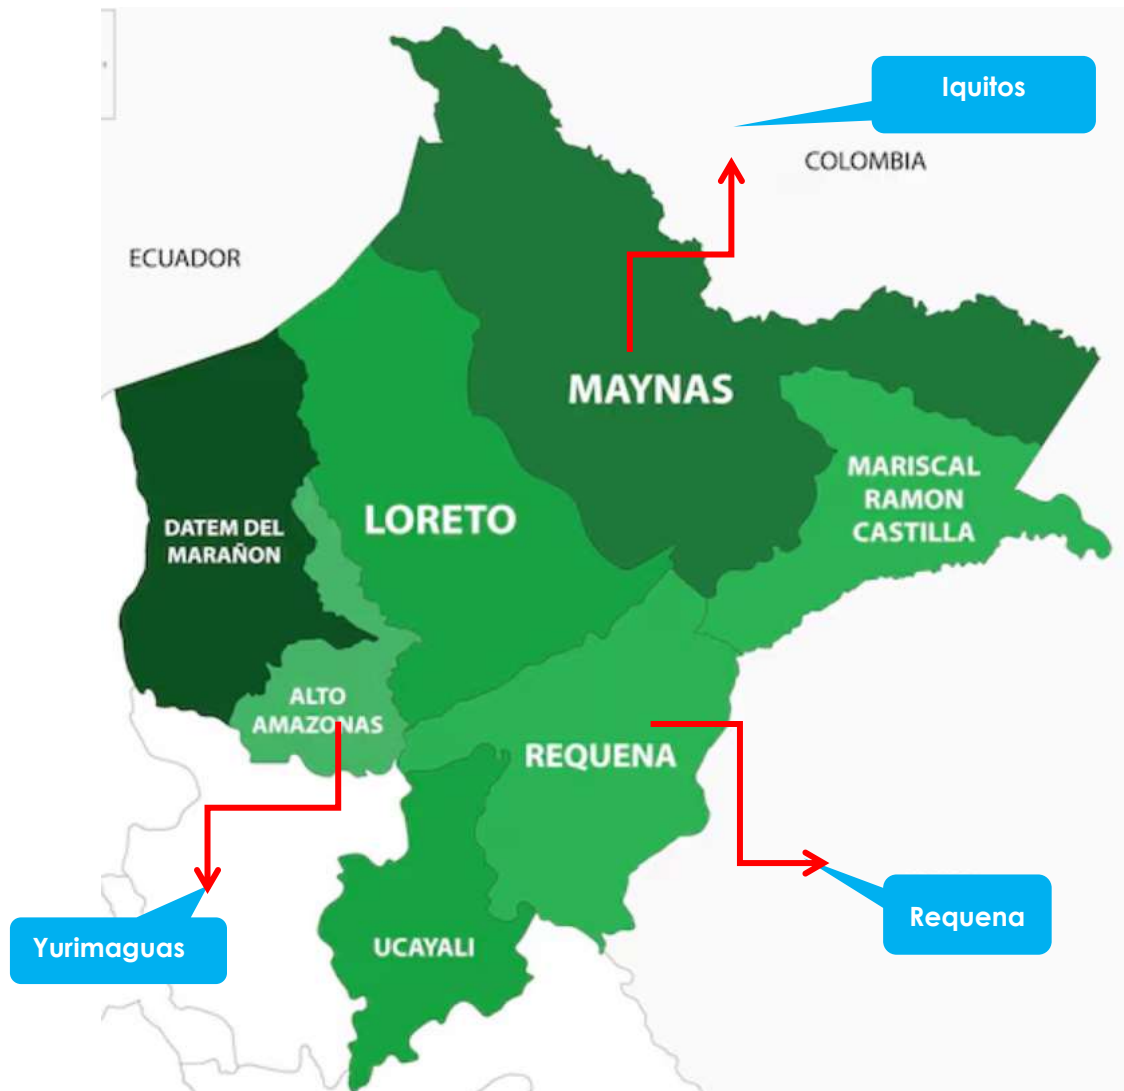 Iquitos
COLOMBIA
ECUADOR
MAYNAS
MARISCAL
RAMON
CASTILLA
LORETO
DATEM DEL
MARAÑON
ALTO
AMAZONAS
REQUENA
Requena
Yurimaguas
UCAYALI